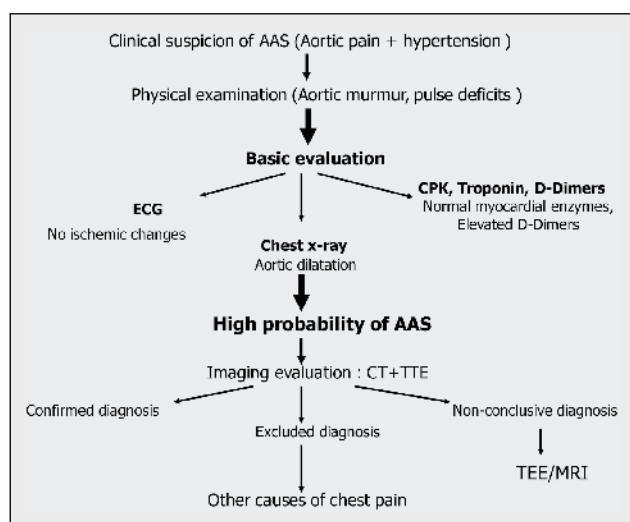 Clinical suspicion of AAS (Aortic pain + hypertension )
Physical examination (Aortic murmur, pulse deficits )
Basic evaluation
ECG
No ischemic changes
CPK, Troponin, D-Dimers
Normal myocardial enzymes,
Elevated D-Dimers
Chest x-ray
Aortic dilatation
High probability of AAS
Imaging evaluation : CT+TTE
Confirmed diagnosis
Excluded diagnosis
Non-conclusive diagnosis
TEE/MRI
Other causes of chest pain